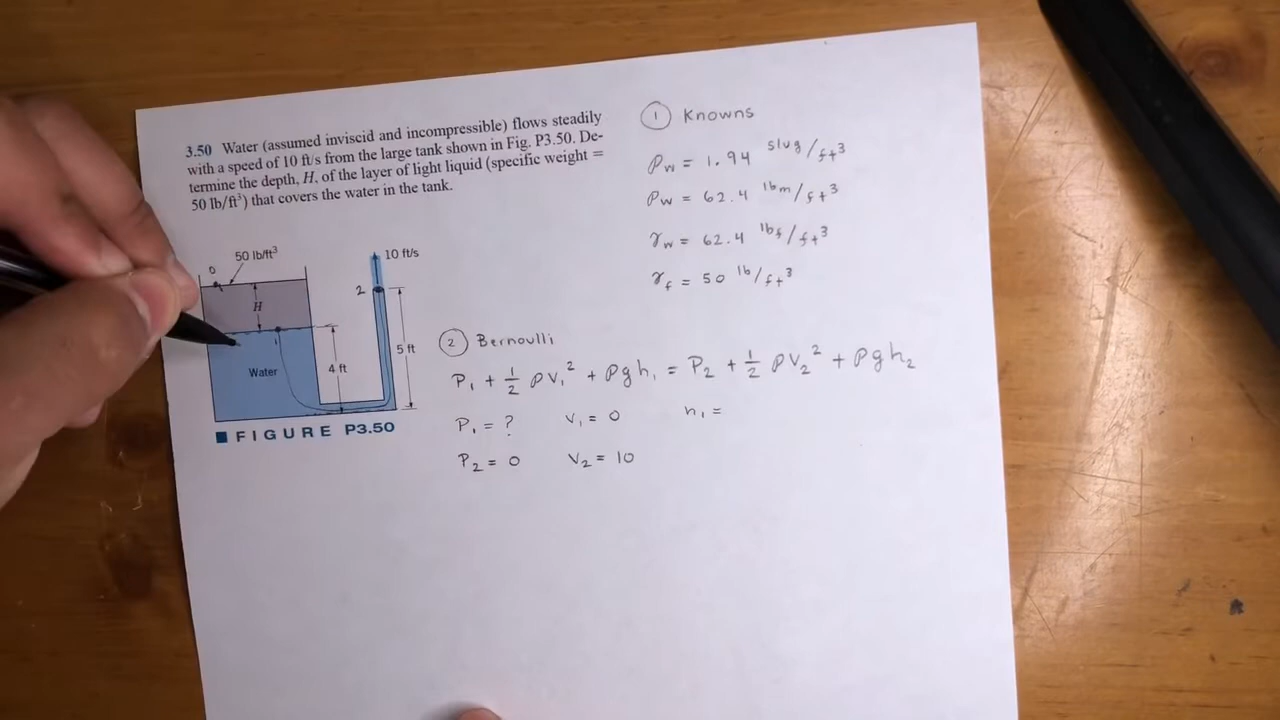 3.50 Water (assumed inviscid and incompressible) flows steadily
with a speed of 10 ft/s from the large tank shown in Fig. P3.50. De-
termine the depth, H, of the layer of light liquid (specific weight =
50 lb/ft³) that covers the water in the tank.
0
50 lb/ft³
10 ft/s
2
H
1
Water
4 ft
5 ft
■ FIGURE P3.50
① Knowns
ρw = 1.94 slug/ft³
ρw = 62.4 lbm/ft³
γw = 62.4 lbf/ft³
γf = 50 lb/ft³
② Bernoulli
P₁ + ½ ρv₁² + ρgh₁ = P₂ + ½ ρv₂² + ρgh₂
P₁ = ? v₁ = 0 h₁ =
P₂ = 0 v₂ = 10